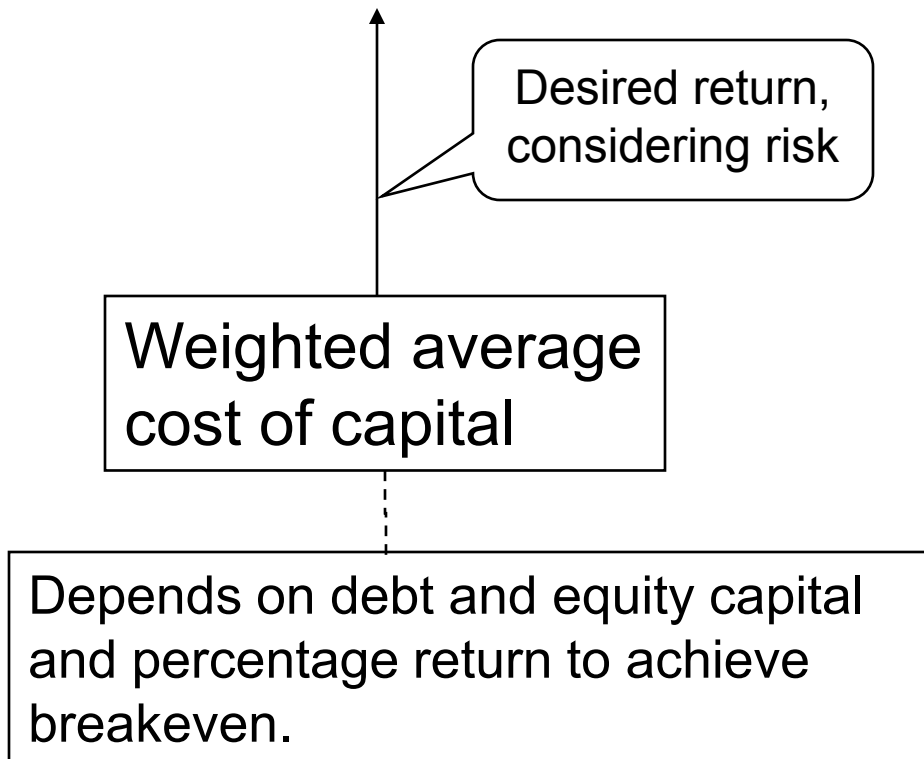 Desired return,
considering risk
Weighted average
cost of capital
Depends on debt and equity capital
and percentage return to achieve
breakeven.